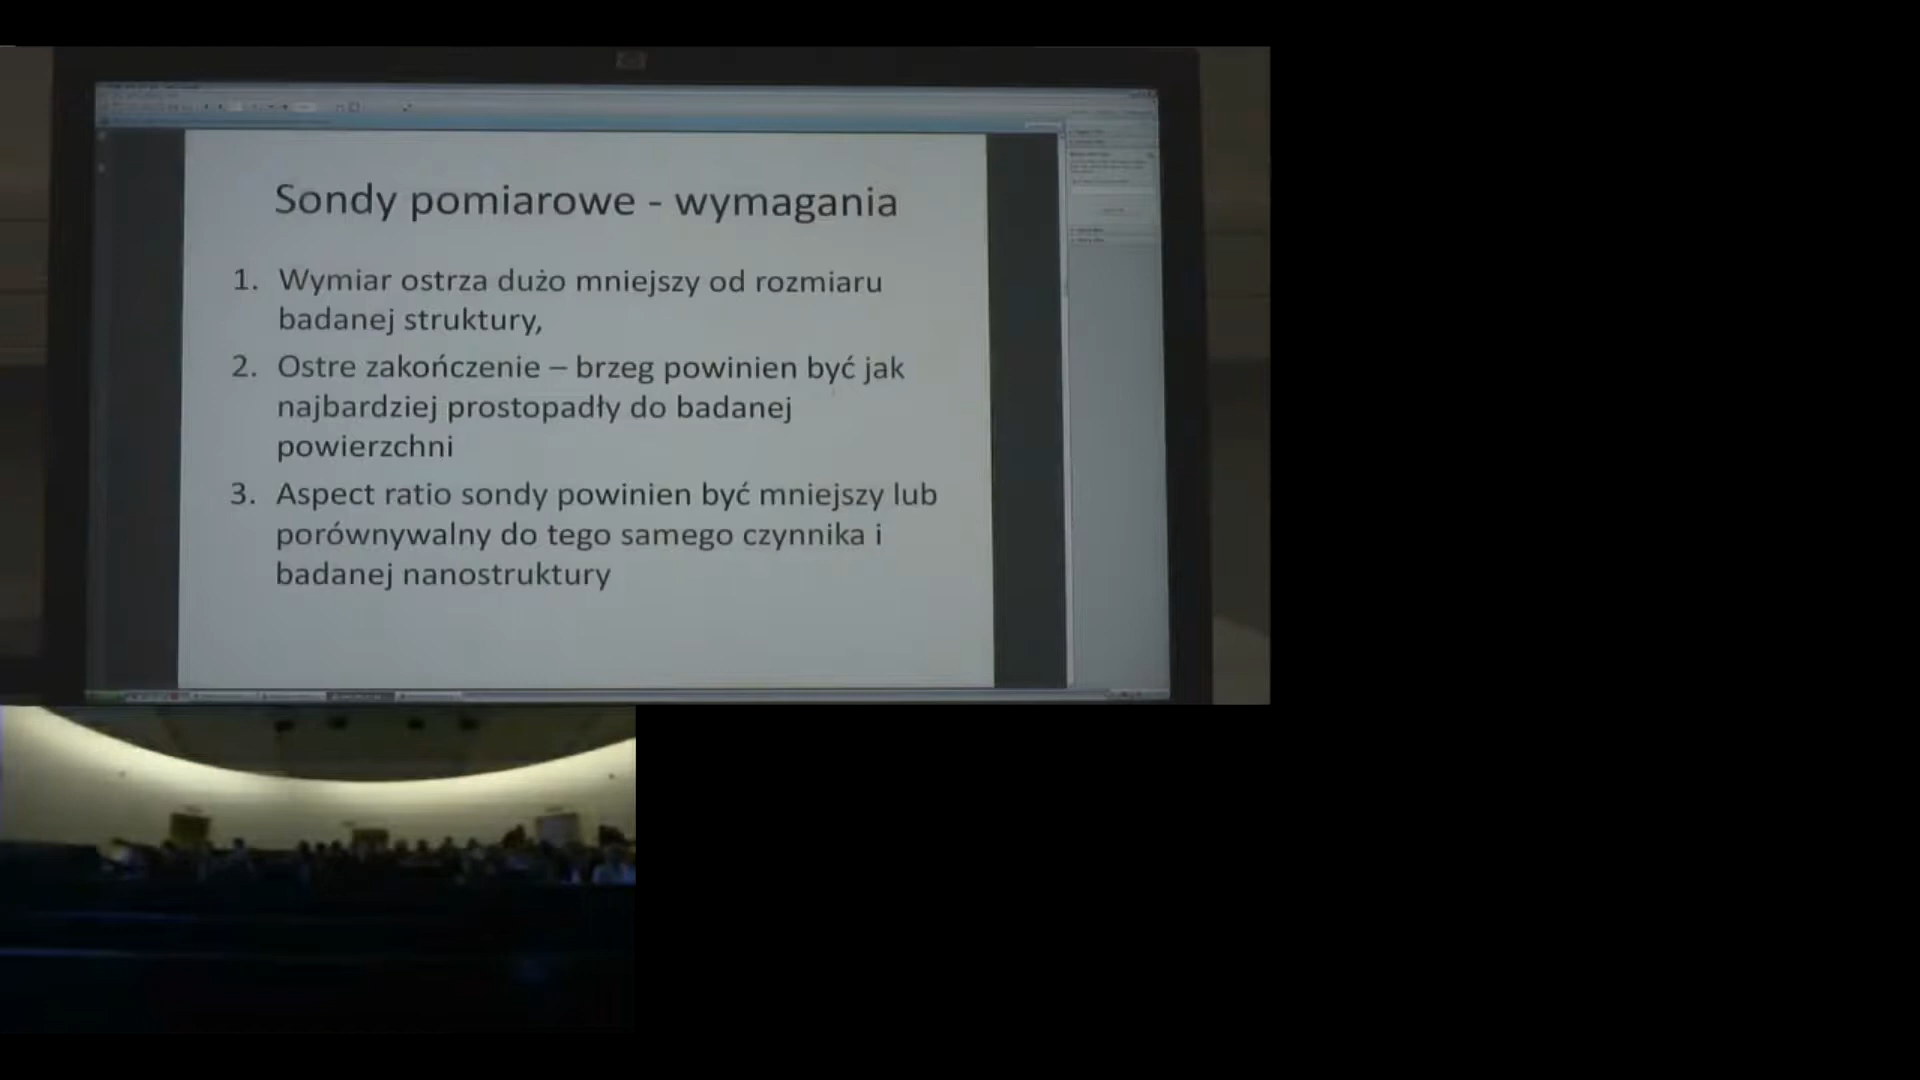 Sondy pomiarowe - wymagania
1. Wymiar ostrza dużo mniejszy od rozmiaru
badanej struktury,
2. Ostre zakończenie – brzeg powinien być jak
najbardziej prostopadły do badanej
powierzchni
3. Aspect ratio sondy powinien być mniejszy lub
porównywalny do tego samego czynnika i
badanej nanostruktury